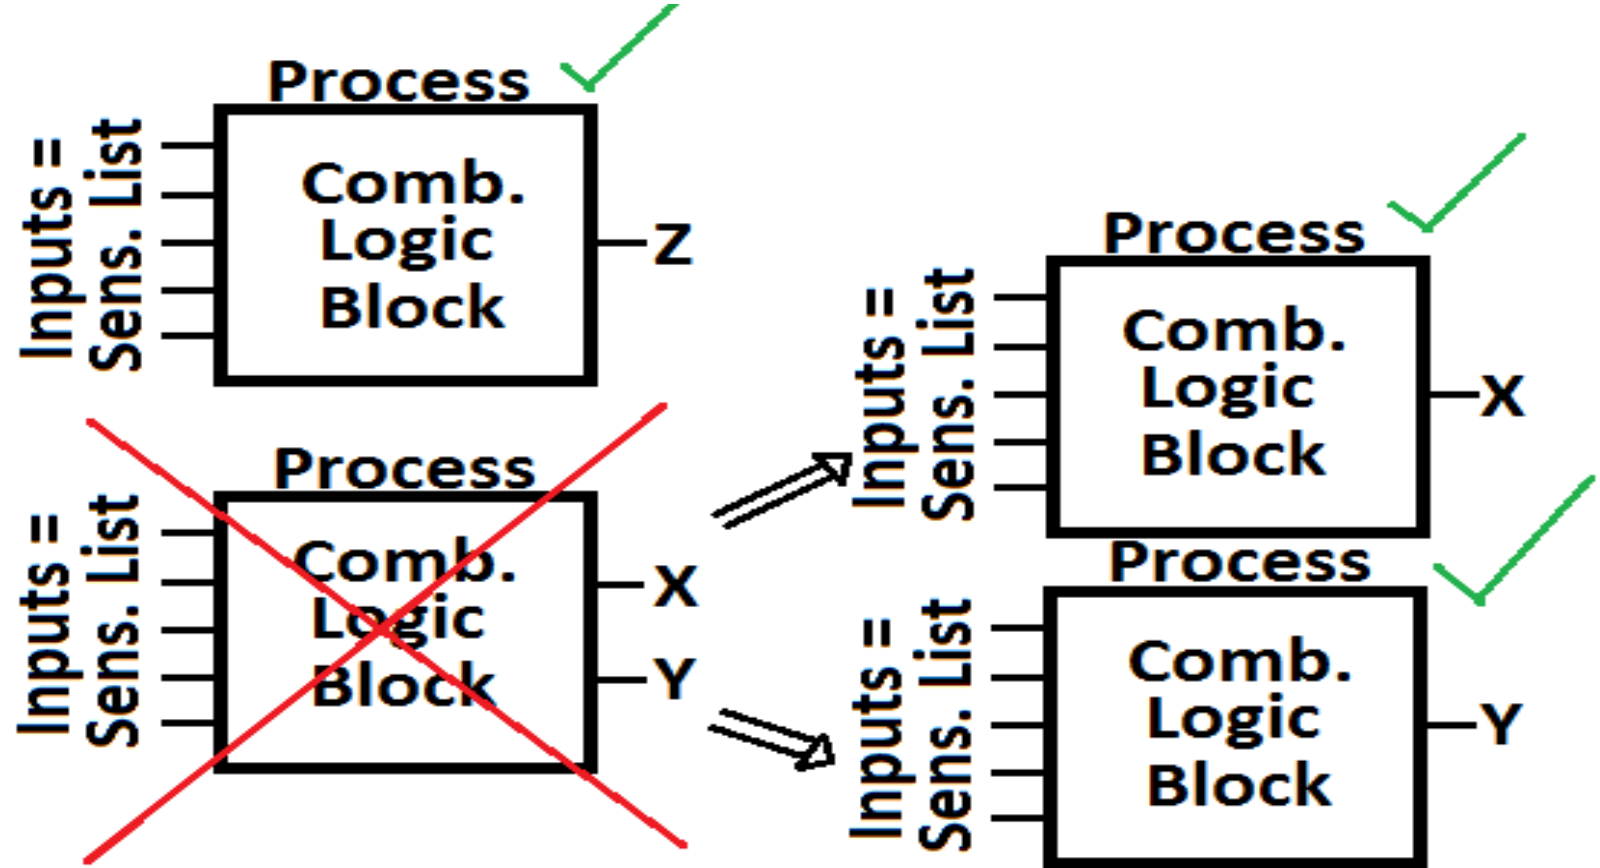 Process
Inputs =
Sens. List
Comb.
Logic
Block
Z
Process
Inputs =
Sens. List
Comb.
Logic
Block
X
Y
Process
Inputs =
Sens. List
Comb.
Logic
Block
X
Process
Inputs =
Sens. List
Comb.
Logic
Block
Y